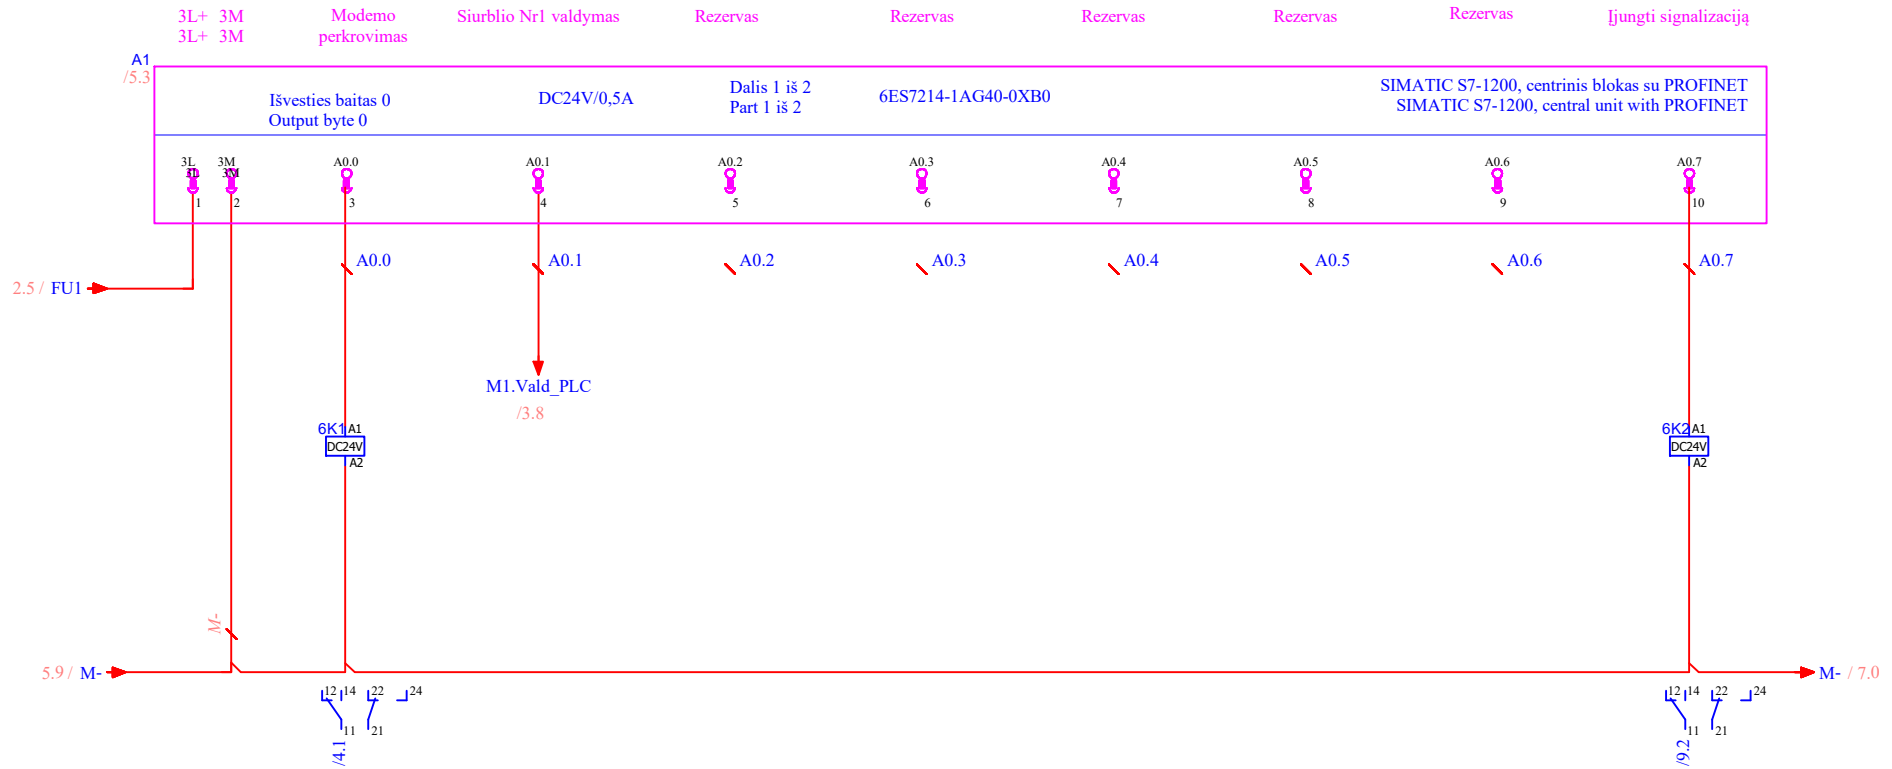 3L+ 3M
3L+ 3M
Modemo
perkrovimas
Siurblio Nr1 valdymas
Rezervas
Rezervas
Rezervas
Rezervas
Rezervas
Įjungti signalizaciją
A1
/5.3
Išvesties baitas 0
Output byte 0
DC24V/0,5A
Dalis 1 iš 2
Part 1 iš 2
6ES7214-1AG40-0XB0
SIMATIC S7-1200, centrinis blokas su PROFINET
SIMATIC S7-1200, central unit with PROFINET
3L 3M A0.0 A0.1 A0.2 A0.3 A0.4 A0.5 A0.6 A0.7
3L 3M
1 2 3 4 5 6 7 8 9 10
A0.0 A0.1 A0.2 A0.3 A0.4 A0.5 A0.6 A0.7
2.5 / FU1
M1.Vald_PLC
/3.8
6K1 A1
DC24V
A2
6K2 A1
DC24V
A2
M-
5.9 / M-
M- / 7.0
12 14 22 24
11 21
/4.1
12 14 22 24
11 21
/9.2